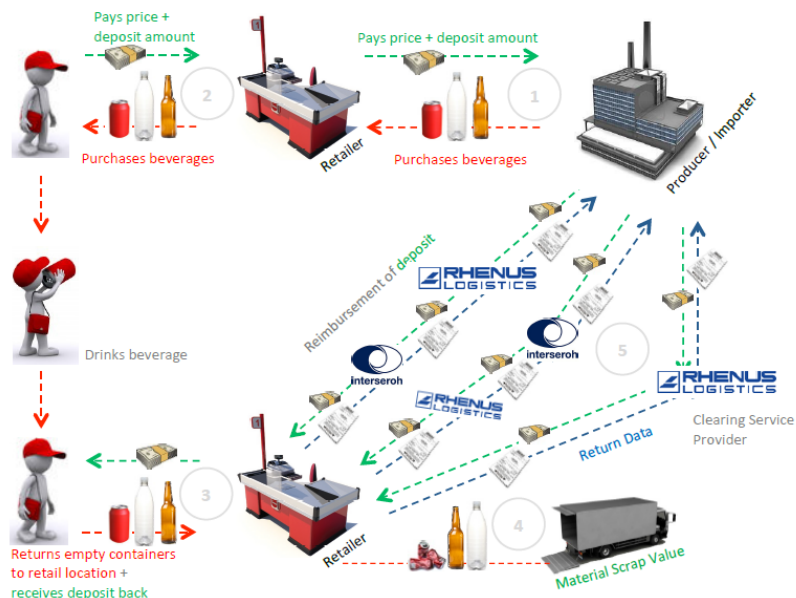 Pays price +
deposit amount
2
Purchases beverages
Retailer
Pays price + deposit amount
1
Purchases beverages
Producer / Importer
Drinks beverage
Reimbursement of deposit
RHENUS
LOGISTICS
interseroh
interseroh
RHENUS
LOGISTICS
5
RHENUS
LOGISTICS
Clearing Service
Provider
Return Data
3
Returns empty containers
to retail location +
receives deposit back
Retailer
4
Material Scrap Value